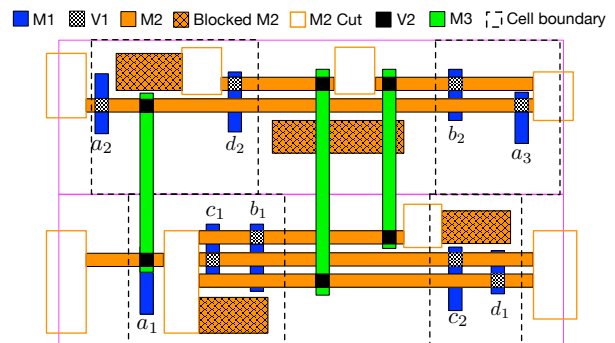 M1 V1 M2 Blocked M2 M2 Cut V2 M3 Cell boundary
a₂ d₂ b₂ a₃
c₁ b₁
a₁ c₂ d₁